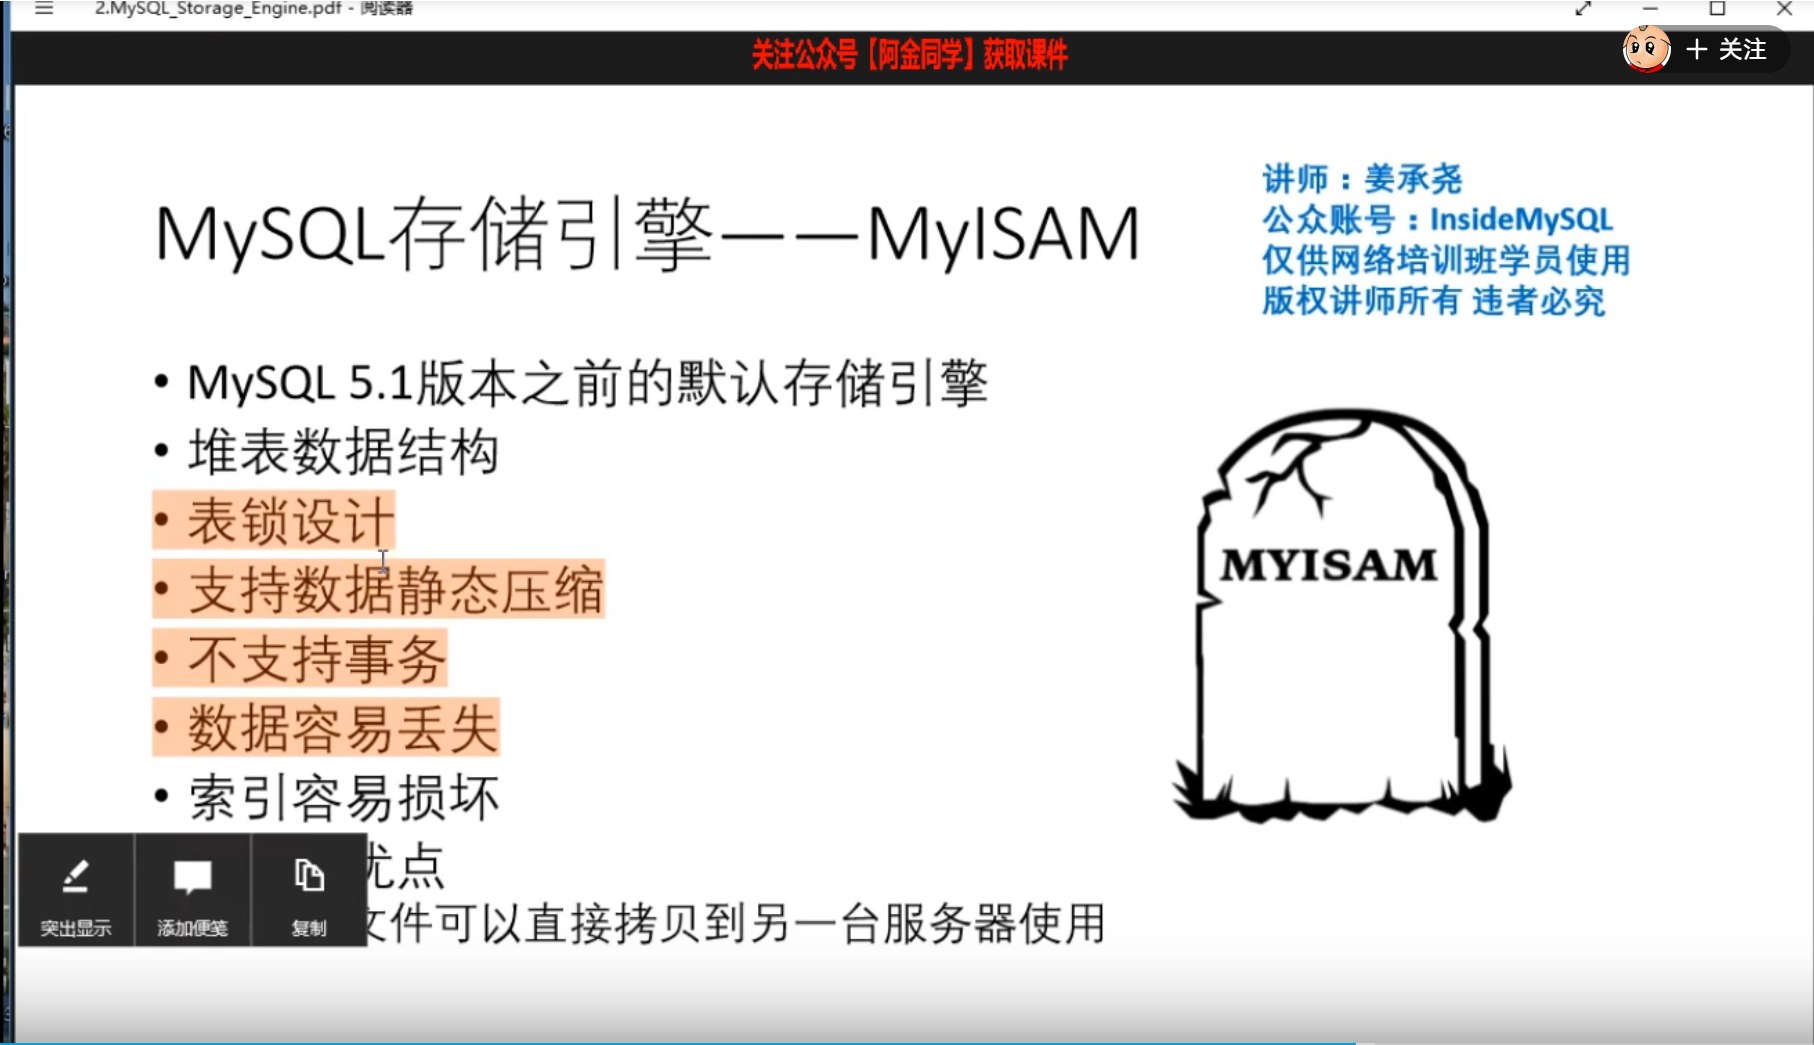 2.MySQL_Storage_Engine.pdf - 阅读器
关注公众号【阿金同学】获取课件
关注
讲师：姜承尧
公众账号：InsideMySQL
仅供网络培训班学员使用
版权讲师所有 违者必究
MySQL存储引擎——MyISAM
• MySQL 5.1版本之前的默认存储引擎
• 堆表数据结构
• 表锁设计
• 支持数据静态压缩
• 不支持事务
• 数据容易丢失
• 索引容易损坏
优点
文件可以直接拷贝到另一台服务器使用
MYISAM
突出显示
添加便笺
复制